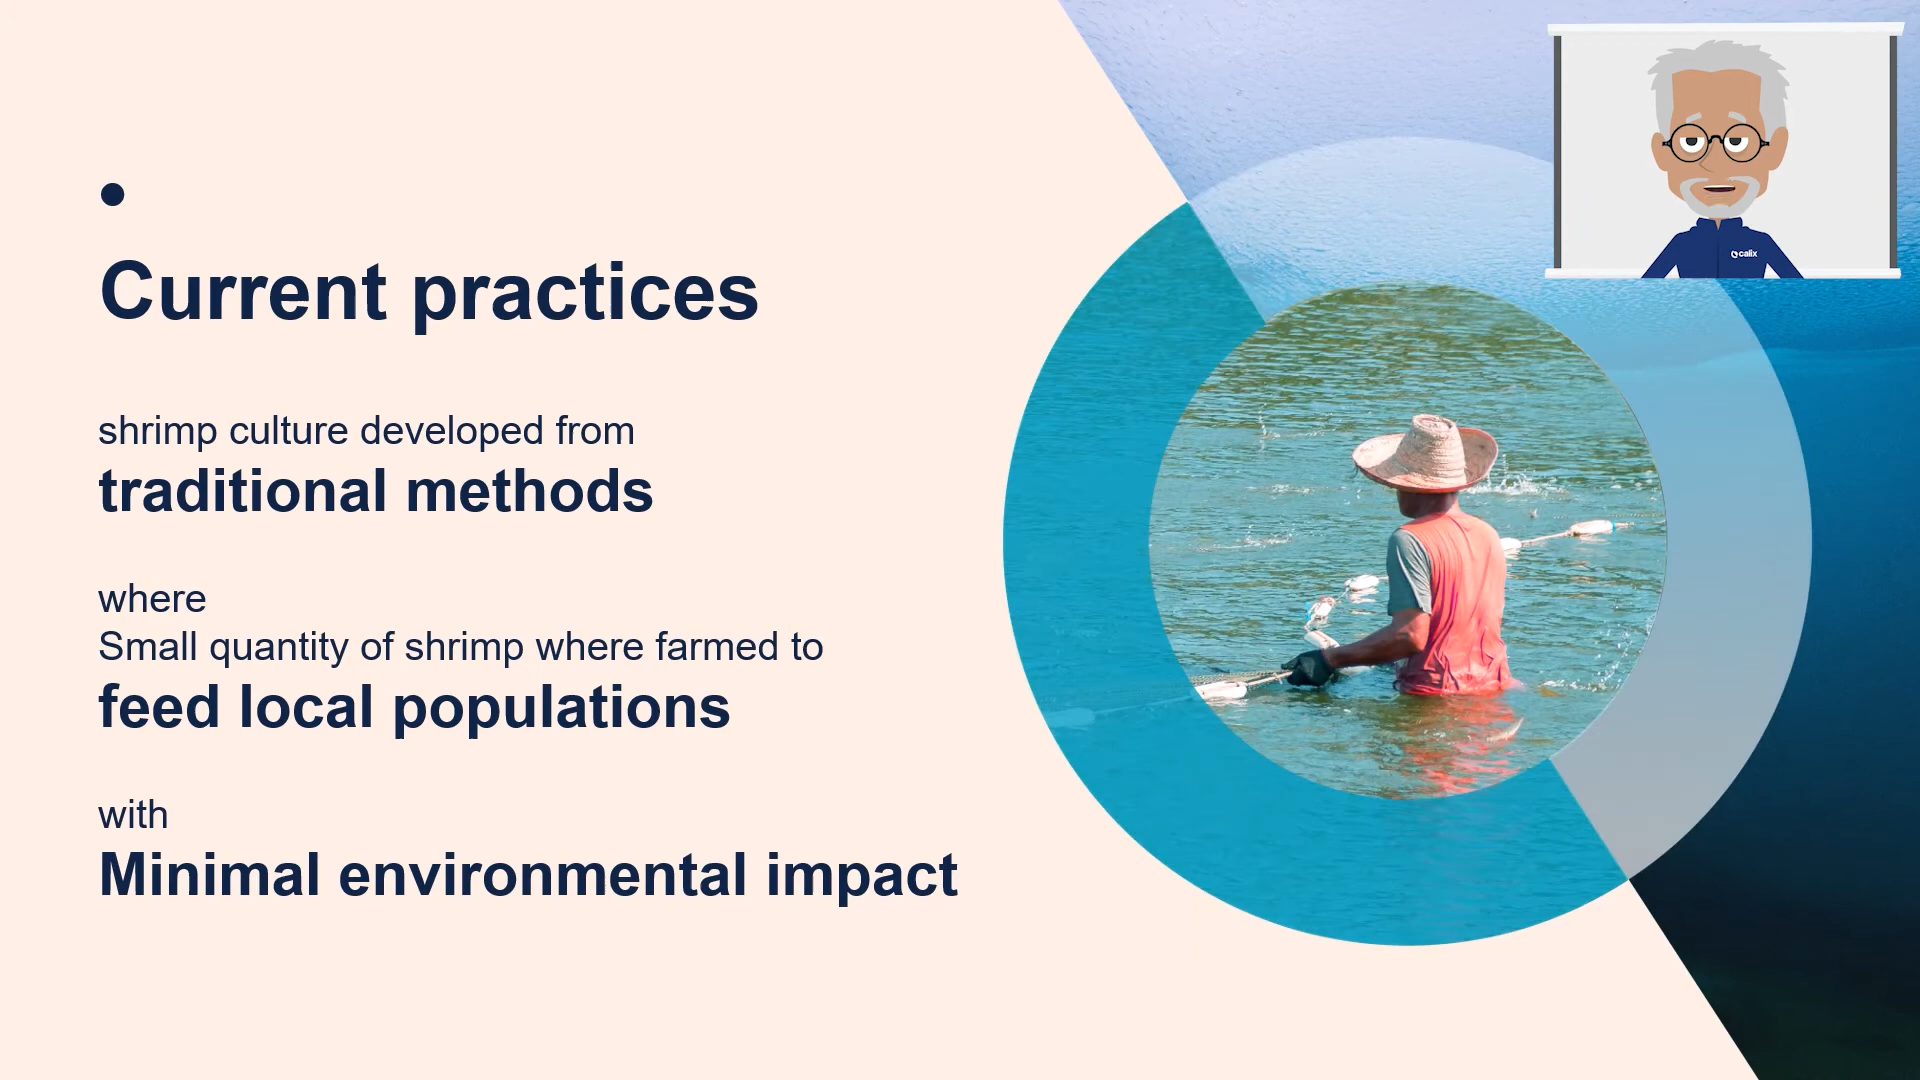 Current practices
shrimp culture developed from
traditional methods
where
Small quantity of shrimp where farmed to
feed local populations
with
Minimal environmental impact
calix